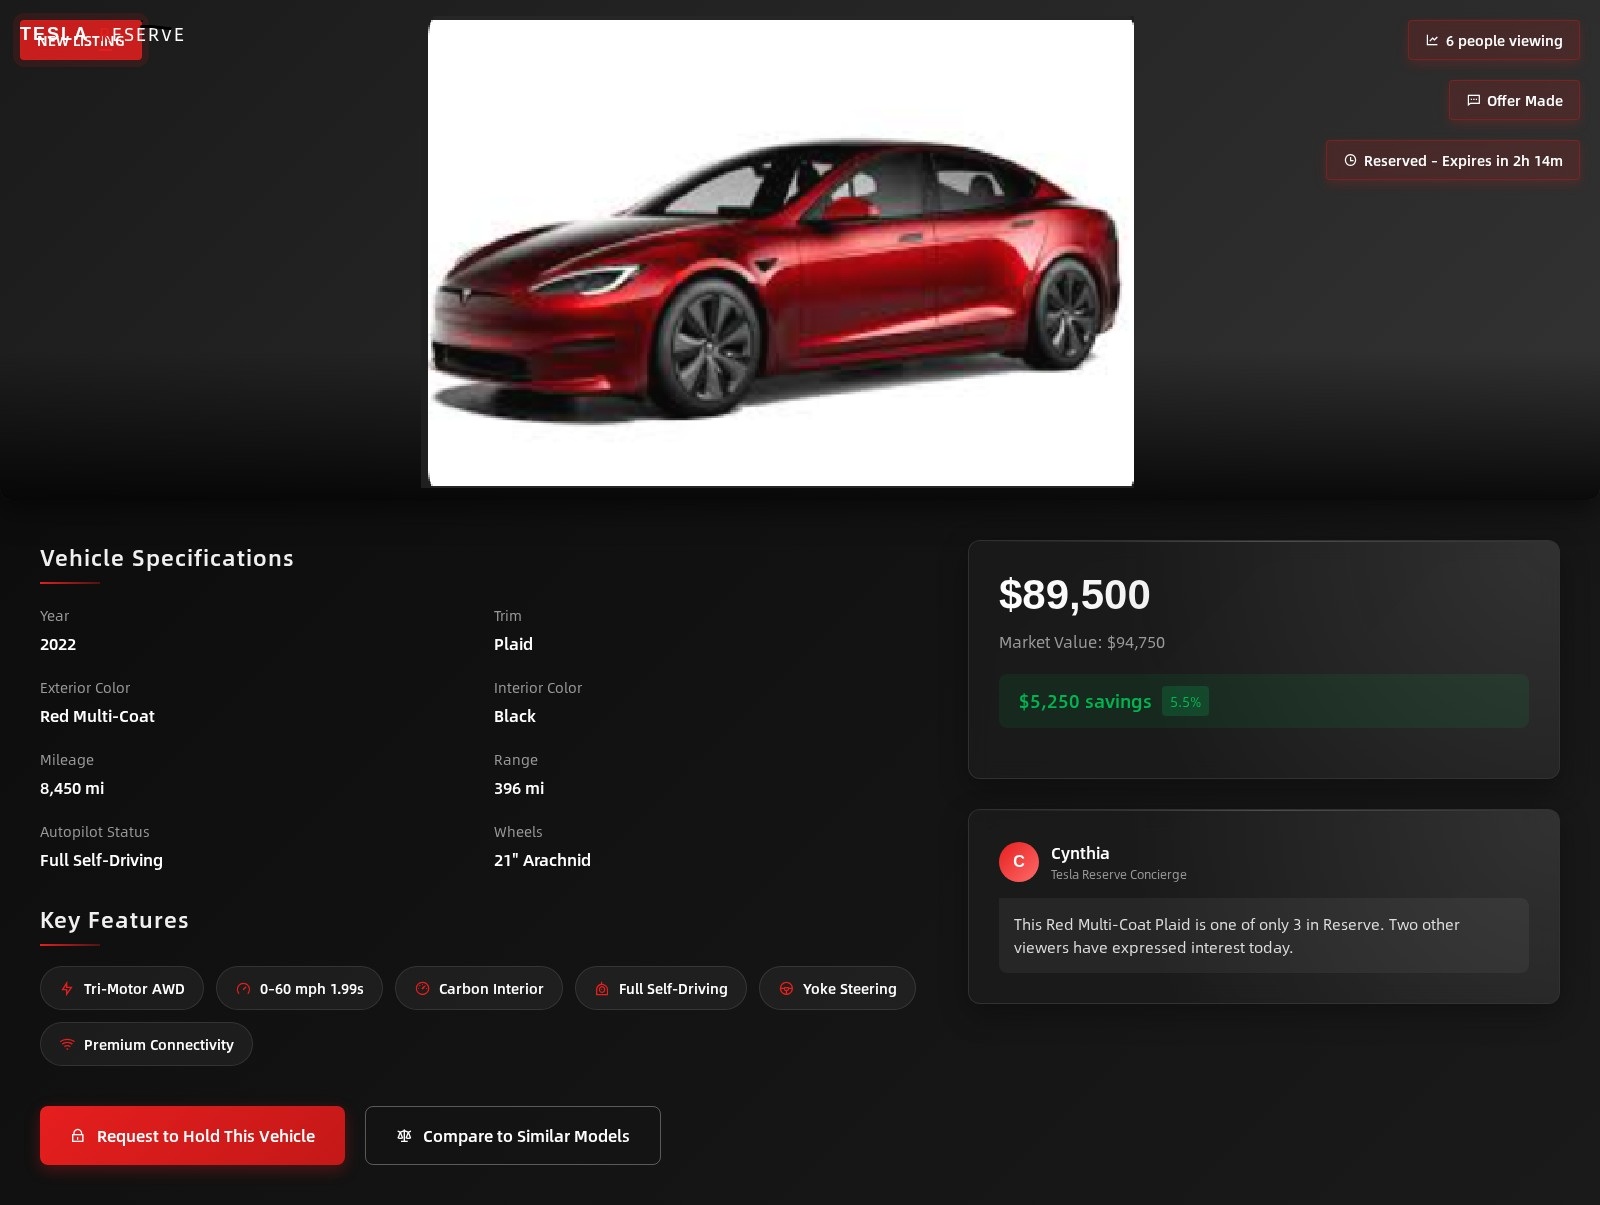 TESLA RESERVE
NEW LISTING
6 people viewing
Offer Made
Reserved – Expires in 2h 14m
Vehicle Specifications
Year
2022
Trim
Plaid
Exterior Color
Red Multi-Coat
Interior Color
Black
Mileage
8,450 mi
Range
396 mi
Autopilot Status
Full Self-Driving
Wheels
21" Arachnid
Key Features
Tri-Motor AWD
0-60 mph 1.99s
Carbon Interior
Full Self-Driving
Yoke Steering
Premium Connectivity
Request to Hold This Vehicle
Compare to Similar Models
$89,500
Market Value: $94,750
$5,250 savings 5.5%
C
Cynthia
Tesla Reserve Concierge
This Red Multi-Coat Plaid is one of only 3 in Reserve. Two other
viewers have expressed interest today.